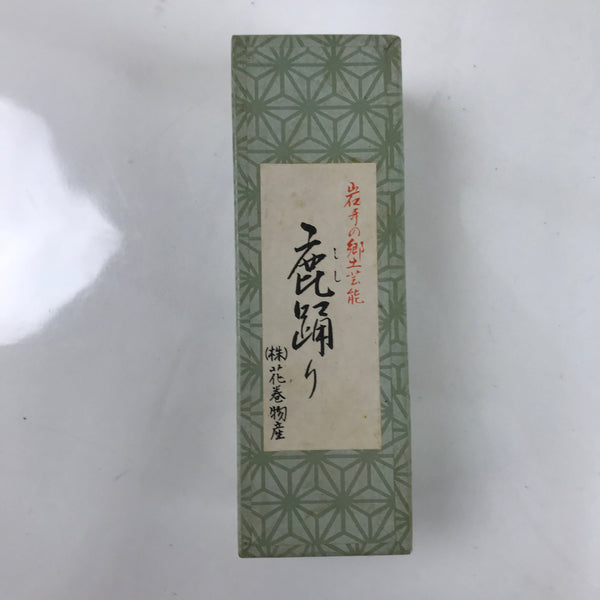 岩手の郷土芸能
鹿踊り
しし
(株)花巻物産